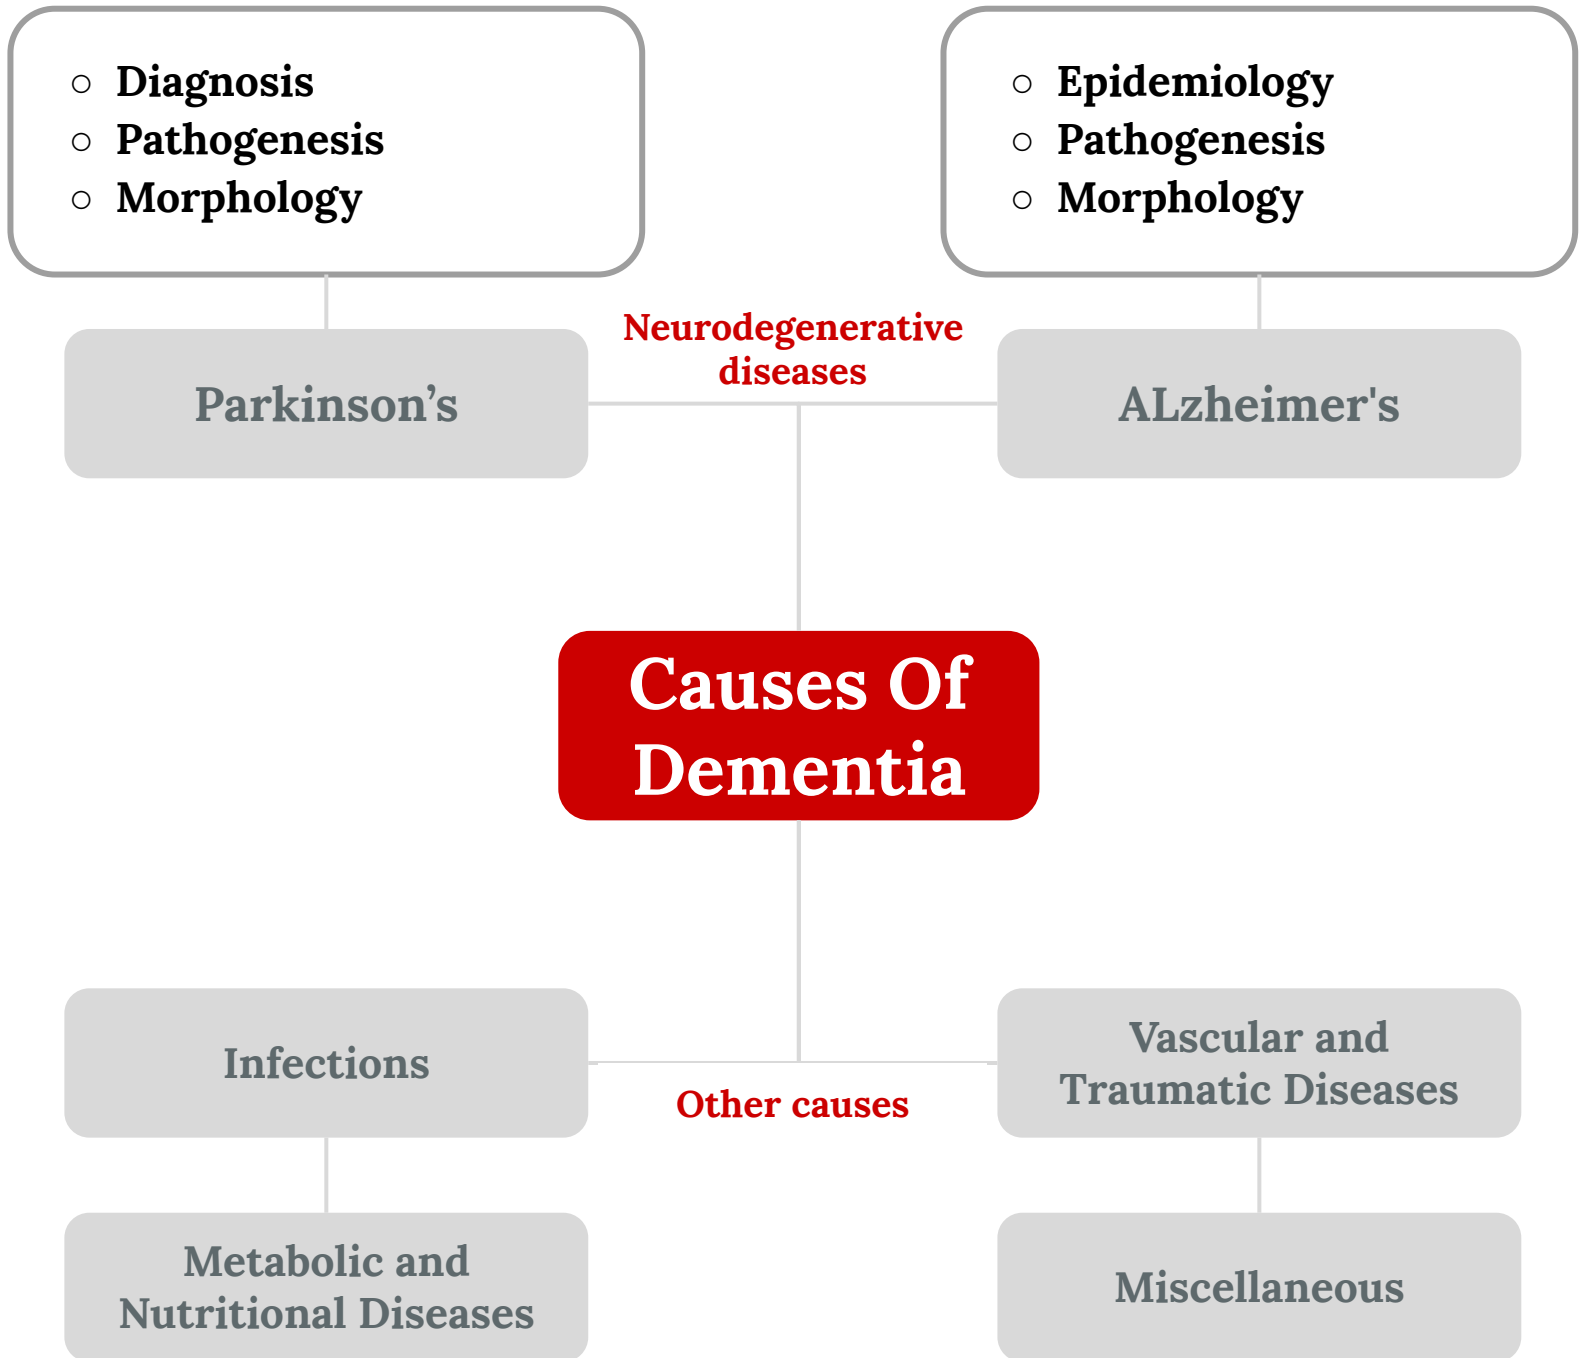 ○ Diagnosis
○ Pathogenesis
○ Morphology
○ Epidemiology
○ Pathogenesis
○ Morphology
Neurodegenerative
diseases
Parkinson’s
ALzheimer's
Causes Of
Dementia
Infections
Vascular and
Traumatic Diseases
Other causes
Metabolic and
Nutritional Diseases
Miscellaneous